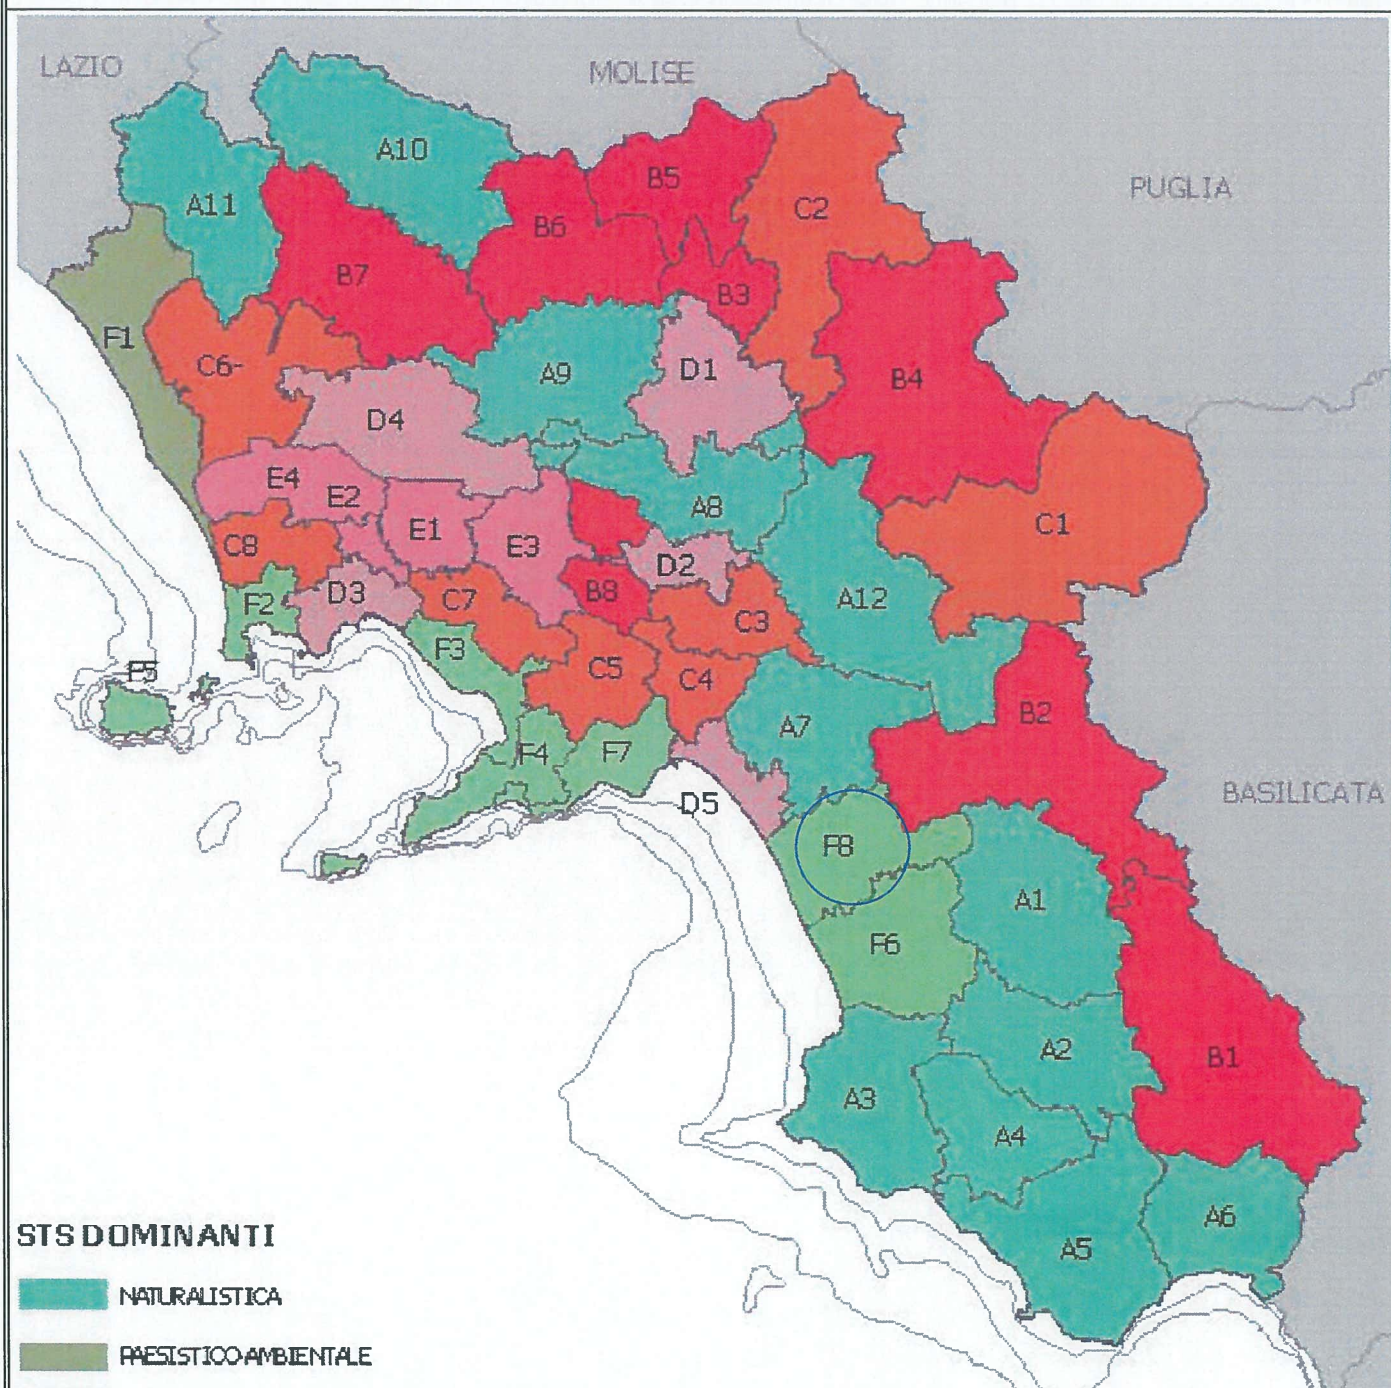 LAZIO
MOLISE
A10
B5
PUGLIA
A11
C2
B6
B7
B3
F1
C6-
A9
D1
B4
D4
E4
E2
A8
C1
E1
C8
E3
D2
F2
D3
C7
B8
A12
C3
F3
F5
C5
C4
A7
B2
F4
F7
D5
BASILICATA
F8
A1
F6
A2
B1
A3
A4
A6
A5
STS DOMINANTI
NATURALISTICA
PAESISTICO AMBIENTALE